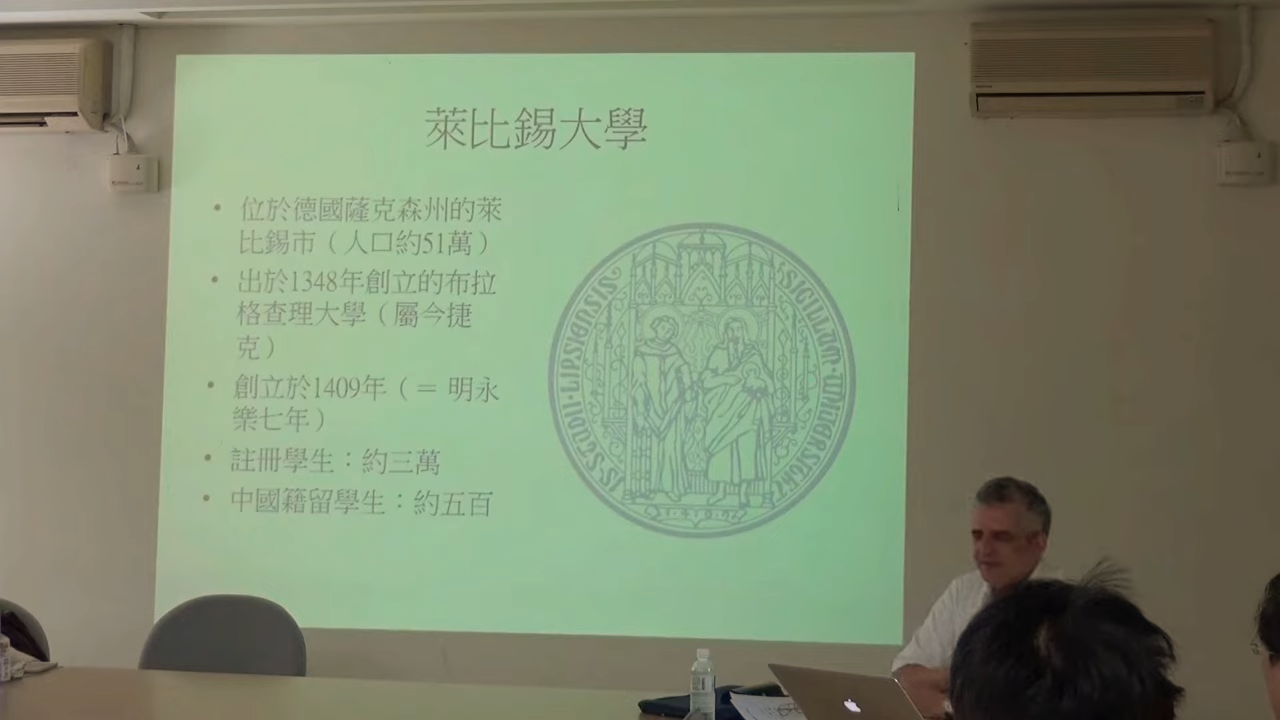 萊比錫大學
• 位於德國薩克森州的萊
比錫市（人口約51萬）
• 出於1348年創立的布拉
格查理大學（屬今捷
克）
• 創立於1409年（＝ 明永
樂七年）
• 註冊學生：約三萬
• 中國籍留學生：約五百
SIGILLUM
LIPSIENSIS